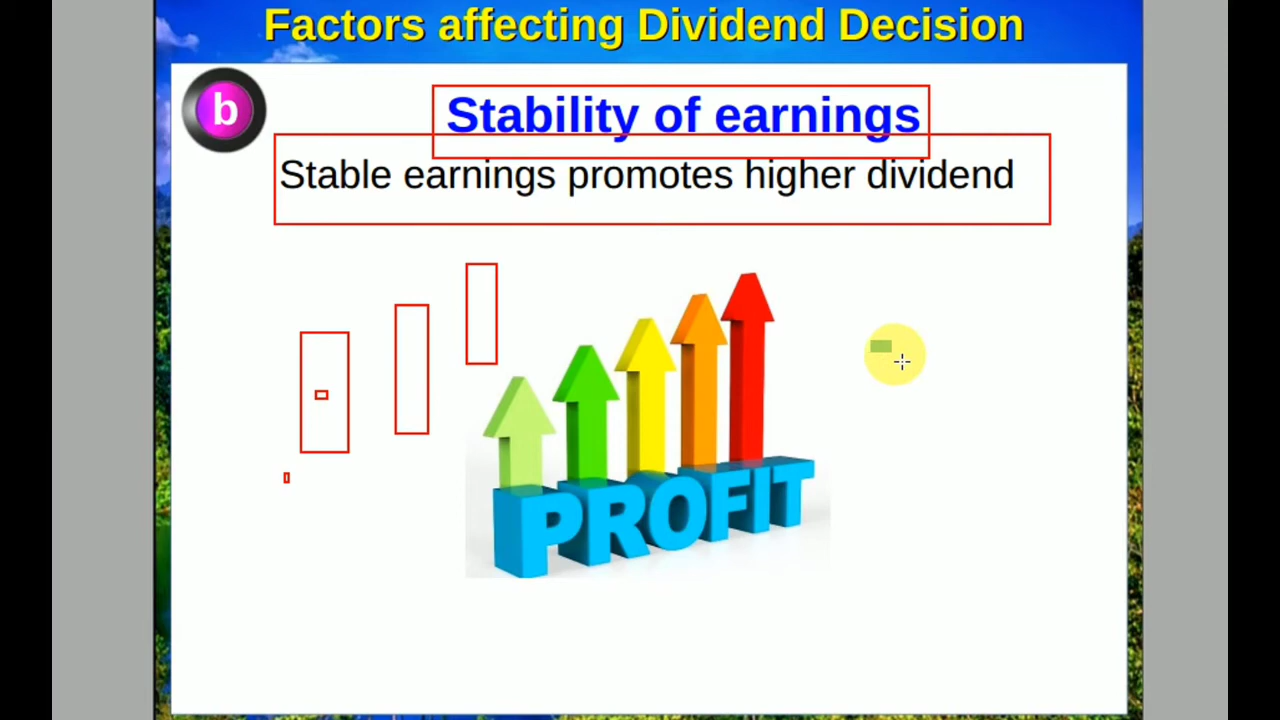 Factors affecting Dividend Decision
b
Stability of earnings
Stable earnings promotes higher dividend
PROFIT